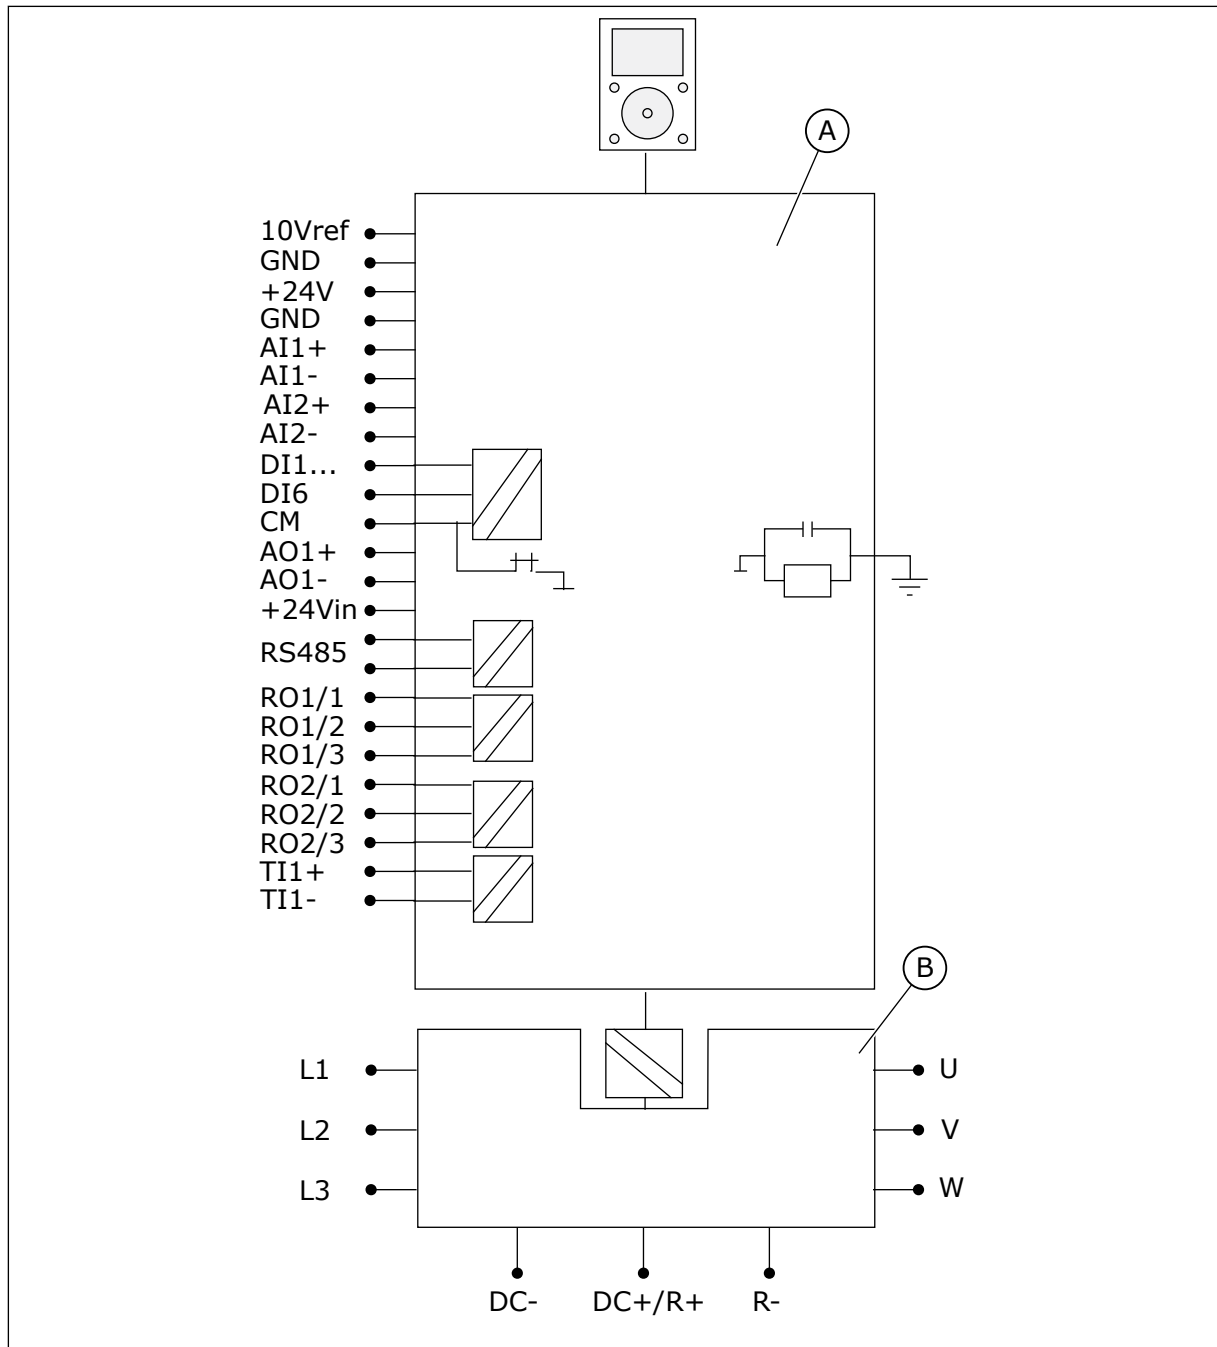 A
10Vref
GND
+24V
GND
AI1+
AI1-
AI2+
AI2-
DI1...
DI6
CM
AO1+
AO1-
+24Vin
RS485
RO1/1
RO1/2
RO1/3
RO2/1
RO2/2
RO2/3
TI1+
TI1-
B
L1
U
L2
V
L3
W
DC-
DC+/R+
R-